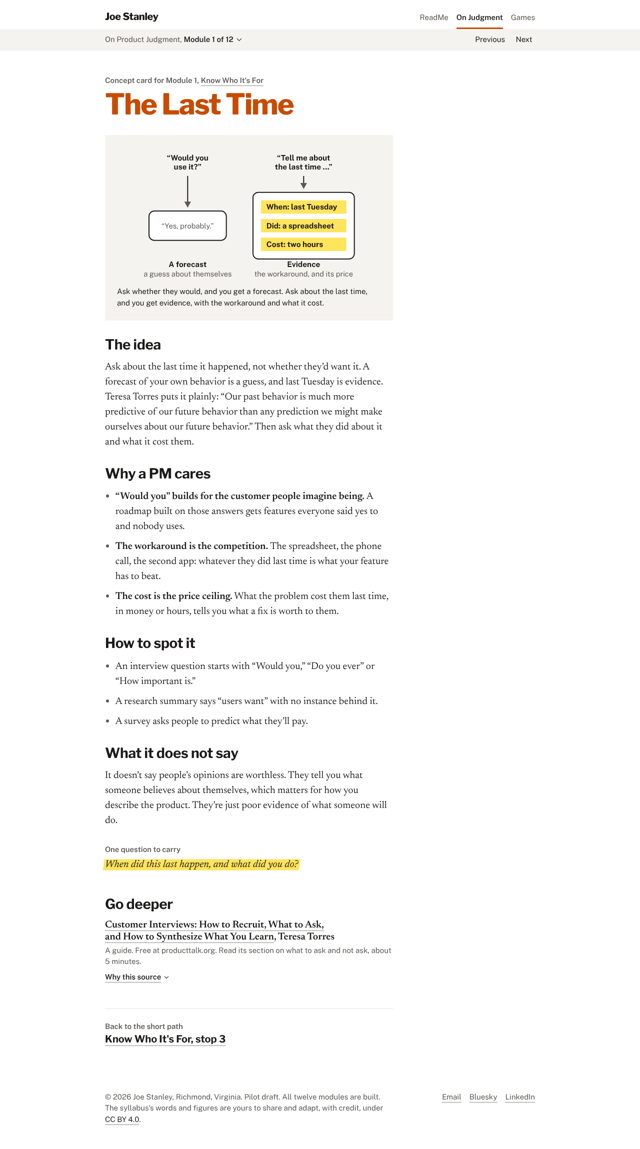 Joe Stanley
ReadMe On Judgment Games
On Product Judgment, Module 1 of 12
Previous Next
Concept card for Module 1, Know Who It's For
The Last Time
“Would you
use it?”
“Yes, probably.”
A forecast
a guess about themselves
“Tell me about
the last time ...”
When: last Tuesday
Did: a spreadsheet
Cost: two hours
Evidence
the workaround, and its price
Ask whether they would, and you get a forecast. Ask about the last time,
and you get evidence, with the workaround and what it cost.
The idea
Ask about the last time it happened, not whether they’d want it. A
forecast of your own behavior is a guess, and last Tuesday is evidence.
Teresa Torres puts it plainly: “Our past behavior is much more
predictive of our future behavior than any prediction we might make
ourselves about our future behavior.” Then ask what they did about it
and what it cost them.
Why a PM cares
• “Would you” builds for the customer people imagine being. A
roadmap built on those answers gets features everyone said yes to
and nobody uses.
• The workaround is the competition. The spreadsheet, the phone
call, the second app: whatever they did last time is what your feature
has to beat.
• The cost is the price ceiling. What the problem cost them last time,
in money or hours, tells you what a fix is worth to them.
How to spot it
• An interview question starts with “Would you,” “Do you ever” or
“How important is.”
• A research summary says “users want” with no instance behind it.
• A survey asks people to predict what they’ll pay.
What it does not say
It doesn’t say people’s opinions are worthless. They tell you what
someone believes about themselves, which matters for how you
describe the product. They’re just poor evidence of what someone will
do.
One question to carry
When did this last happen, and what did you do?
Go deeper
Customer Interviews: How to Recruit, What to Ask,
and How to Synthesize What You Learn, Teresa Torres
A guide. Free at producttalk.org. Read its section on what to ask and not ask, about
5 minutes.
Why this source
Back to the short path
Know Who It’s For, stop 3
© 2026 Joe Stanley, Richmond, Virginia. Pilot draft. All twelve modules are built.
The syllabus’s words and figures are yours to share and adapt, with credit, under
CC BY 4.0.
Email Bluesky LinkedIn